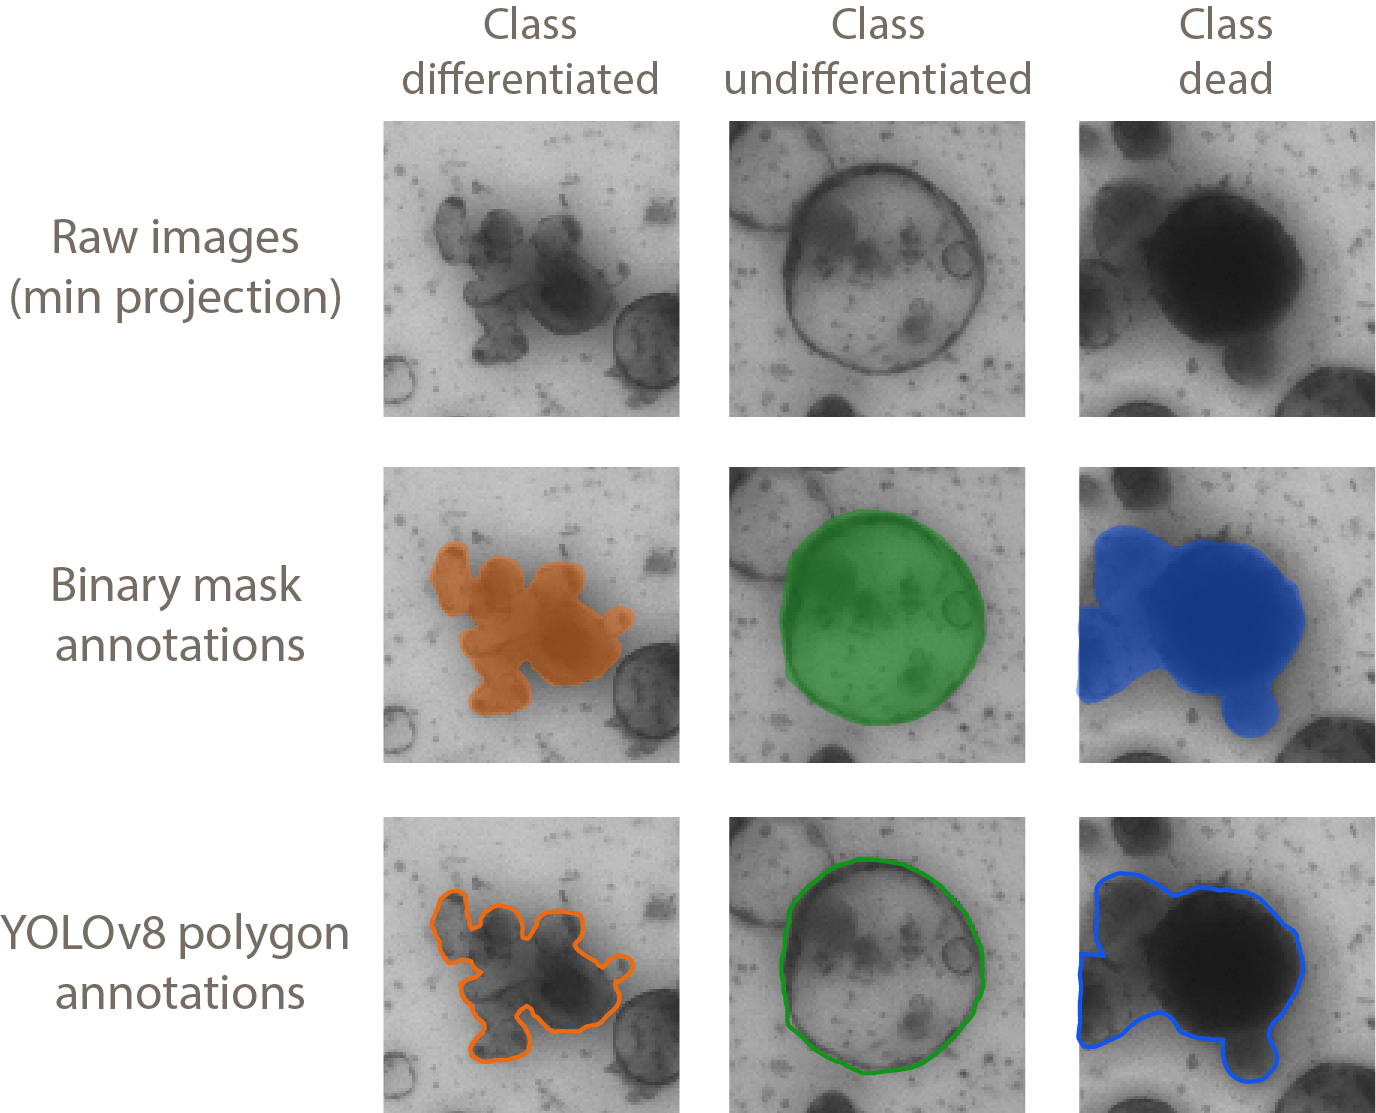 Class
differentiated
Class
undifferentiated
Class
dead
Raw images
(min projection)
Binary mask
annotations
YOLOv8 polygon
annotations